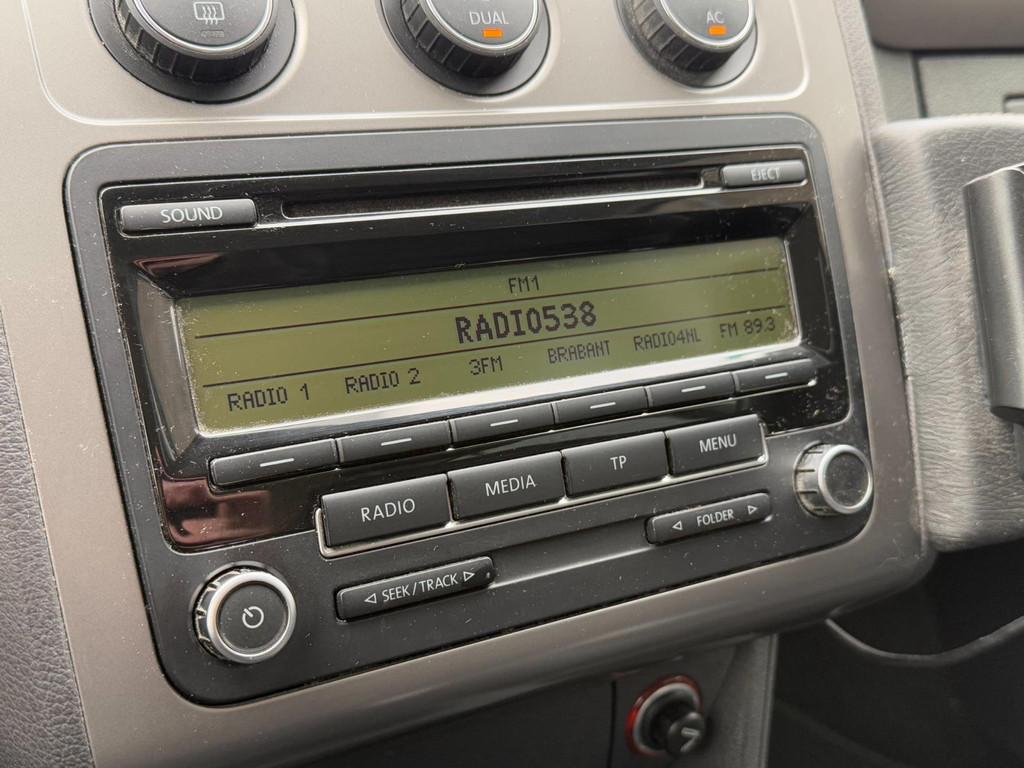 DUAL
AC
EJECT
SOUND
FM1
RADIO538
RADIO 1 RADIO 2 3FM BRABANT RADIO4NL FM 89.3
RADIO MEDIA TP MENU
SEEK/TRACK FOLDER